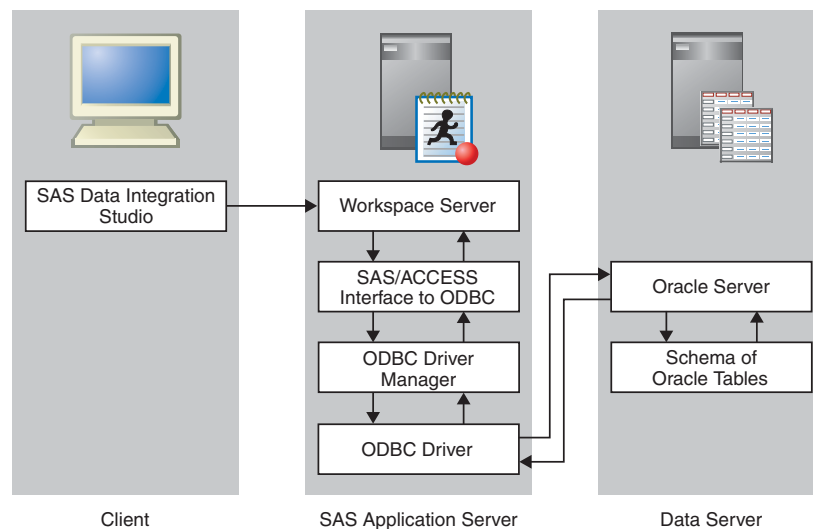 SAS Data Integration
Studio
Workspace Server
SAS/ACCESS
Interface to ODBC
ODBC Driver
Manager
ODBC Driver
Oracle Server
Schema of
Oracle Tables
Client
SAS Application Server
Data Server